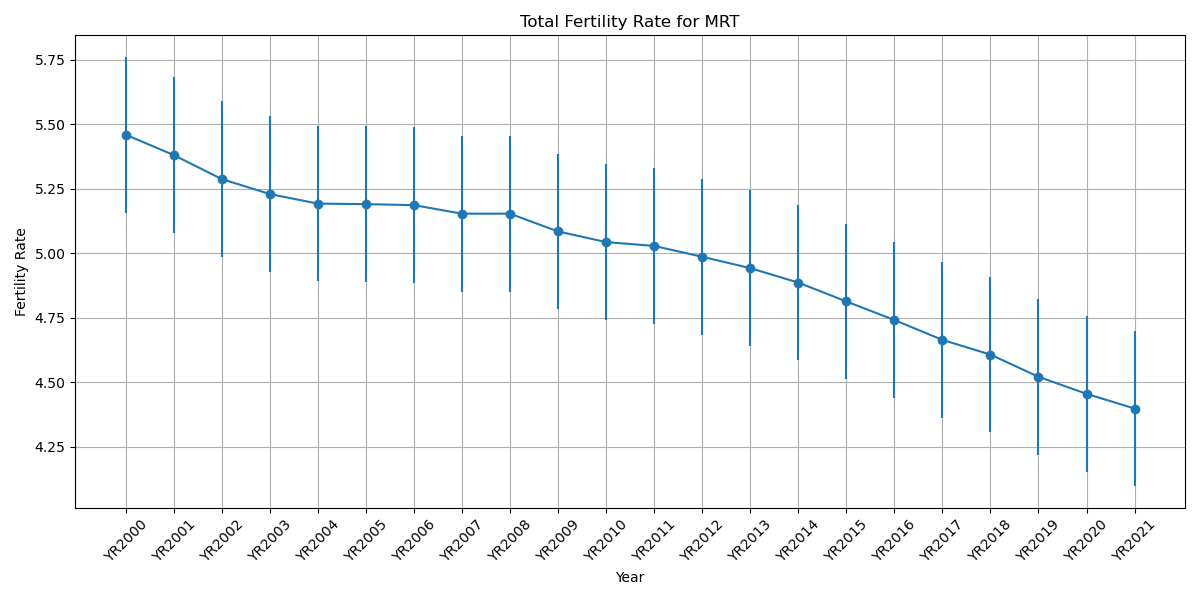 Total Fertility Rate for MRT
Fertility Rate
5.75
5.50
5.25
5.00
4.75
4.50
4.25
YR2000
YR2001
YR2002
YR2003
YR2004
YR2005
YR2006
YR2007
YR2008
YR2009
YR2010
YR2011
YR2012
YR2013
YR2014
YR2015
YR2016
YR2017
YR2018
YR2019
YR2020
YR2021
Year